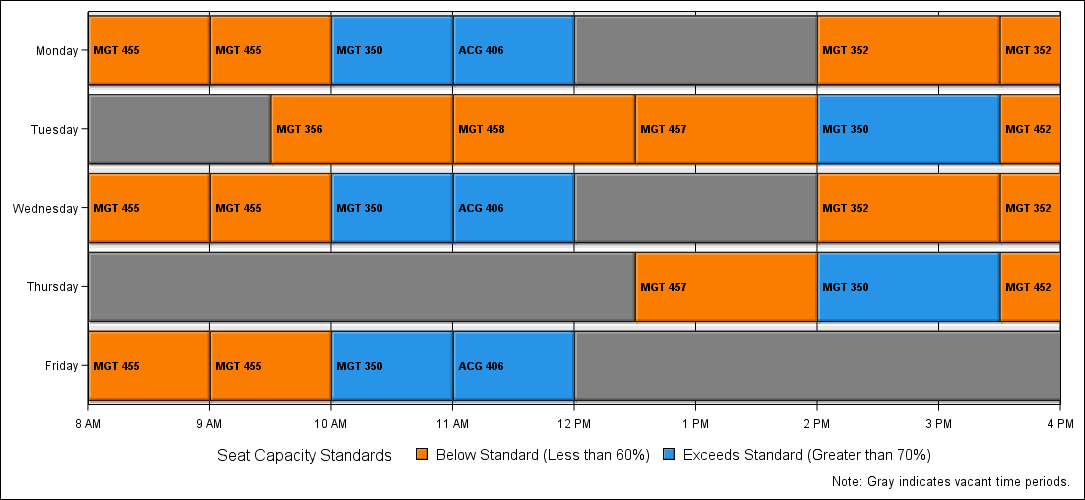 Monday MGT 455 MGT 455 MGT 350 ACG 406 MGT 352 MGT 352
Tuesday MGT 356 MGT 458 MGT 457 MGT 350 MGT 452
Wednesday MGT 455 MGT 455 MGT 350 ACG 406 MGT 352 MGT 352
Thursday MGT 457 MGT 350 MGT 452
Friday MGT 455 MGT 455 MGT 350 ACG 406
8 AM 9 AM 10 AM 11 AM 12 PM 1 PM 2 PM 3 PM 4 PM
Seat Capacity Standards Below Standard (Less than 60%) Exceeds Standard (Greater than 70%)
Note: Gray indicates vacant time periods.